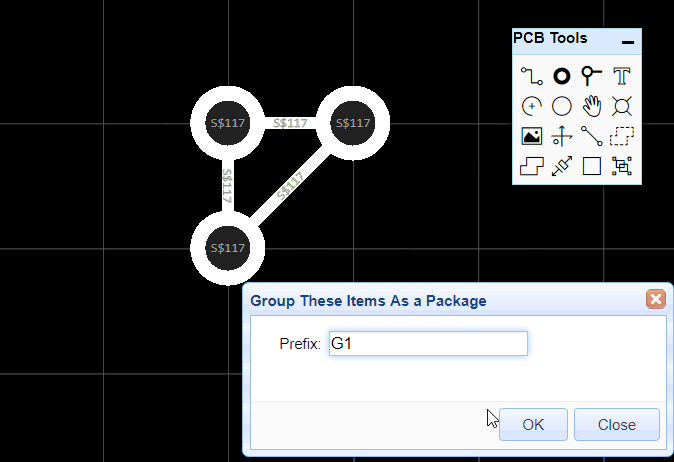 PCB Tools
S$117 S$117 S$117
S$117 S$117
S$117
Group These Items As a Package
Prefix: G1
OK Close